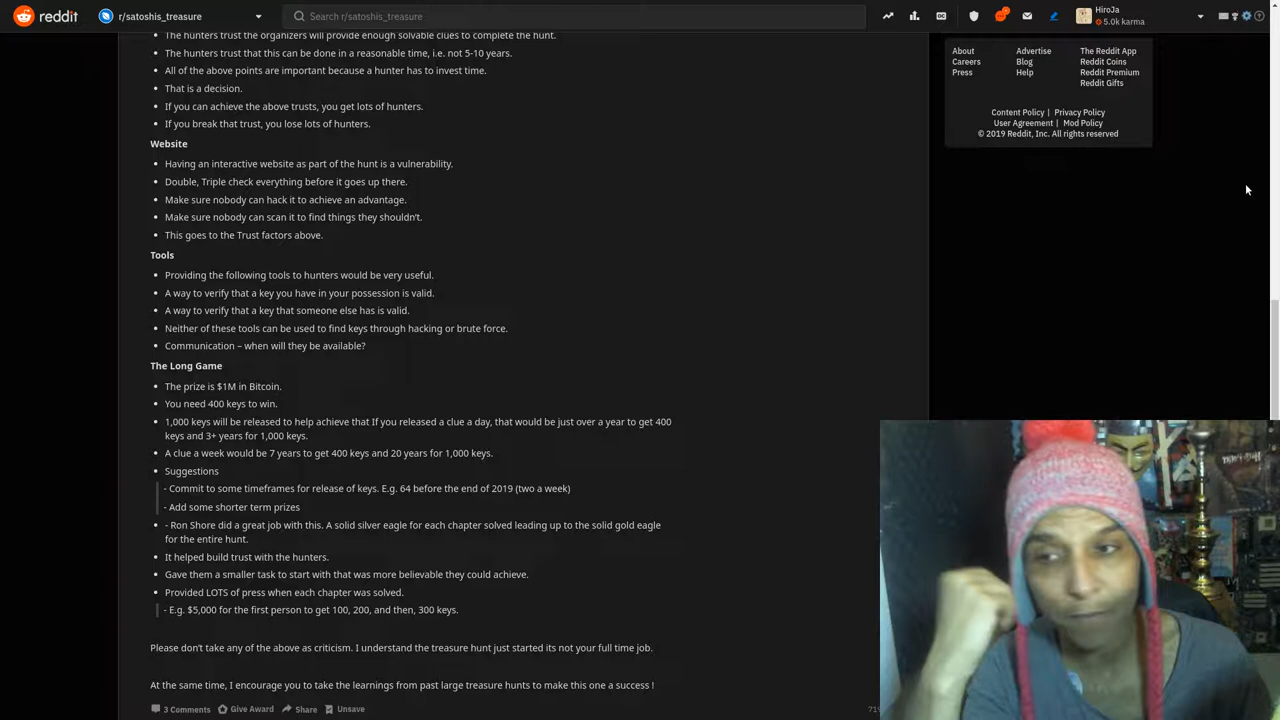 reddit
r/satoshis_treasure
Search r/satoshis_treasure
HiroJa
5.0k karma
The hunters trust the organizers will provide enough solvable clues to complete the hunt.
The hunters trust that this can be done in a reasonable time, i.e. not 5-10 years.
All of the above points are important because a hunter has to invest time.
That is a decision.
If you can achieve the above trusts, you get lots of hunters.
If you break that trust, you lose lots of hunters.
Website
Having an interactive website as part of the hunt is a vulnerability.
Double, Triple check everything before it goes up there.
Make sure nobody can hack it to achieve an advantage.
Make sure nobody can scan it to find things they shouldn't.
This goes to the Trust factors above.
Tools
Providing the following tools to hunters would be very useful.
A way to verify that a key you have in your possession is valid.
A way to verify that a key that someone else has is valid.
Neither of these tools can be used to find keys through hacking or brute force.
Communication – when will they be available?
The Long Game
The prize is $1M in Bitcoin.
You need 400 keys to win.
1,000 keys will be released to help achieve that If you released a clue a day, that would be just over a year to get 400
keys and 3+ years for 1,000 keys.
A clue a week would be 7 years to get 400 keys and 20 years for 1,000 keys.
Suggestions
- Commit to some timeframes for release of keys. E.g. 64 before the end of 2019 (two a week)
- Add some shorter term prizes
- Ron Shore did a great job with this. A solid silver eagle for each chapter solved leading up to the solid gold eagle
for the entire hunt.
It helped build trust with the hunters.
Gave them a smaller task to start with that was more believable they could achieve.
Provided LOTS of press when each chapter was solved.
- E.g. $5,000 for the first person to get 100, 200, and then, 300 keys.
Please don't take any of the above as criticism. I understand the treasure hunt just started its not your full time job.
At the same time, I encourage you to take the learnings from past large treasure hunts to make this one a success !
3 Comments Give Award Share Unsave
About Advertise The Reddit App
Careers Blog Reddit Coins
Press Help Reddit Premium
Reddit Gifts
Content Policy | Privacy Policy
User Agreement | Mod Policy
© 2019 Reddit, Inc. All rights reserved